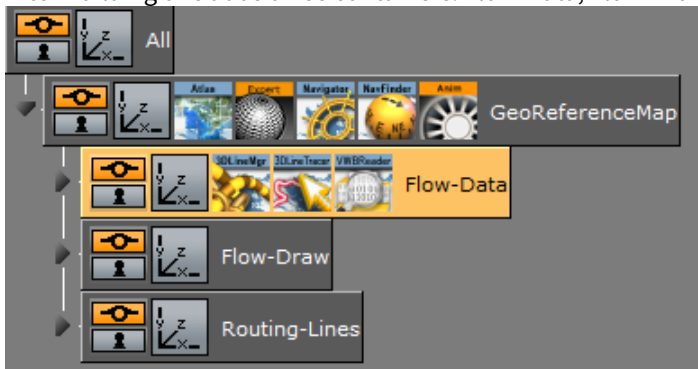 All
Atlas Expert Navigator NavFinder Anim
GeoReferenceMap
3DLineMgr 3DLineTracer VWBReader
Flow-Data
Flow-Draw
Routing-Lines